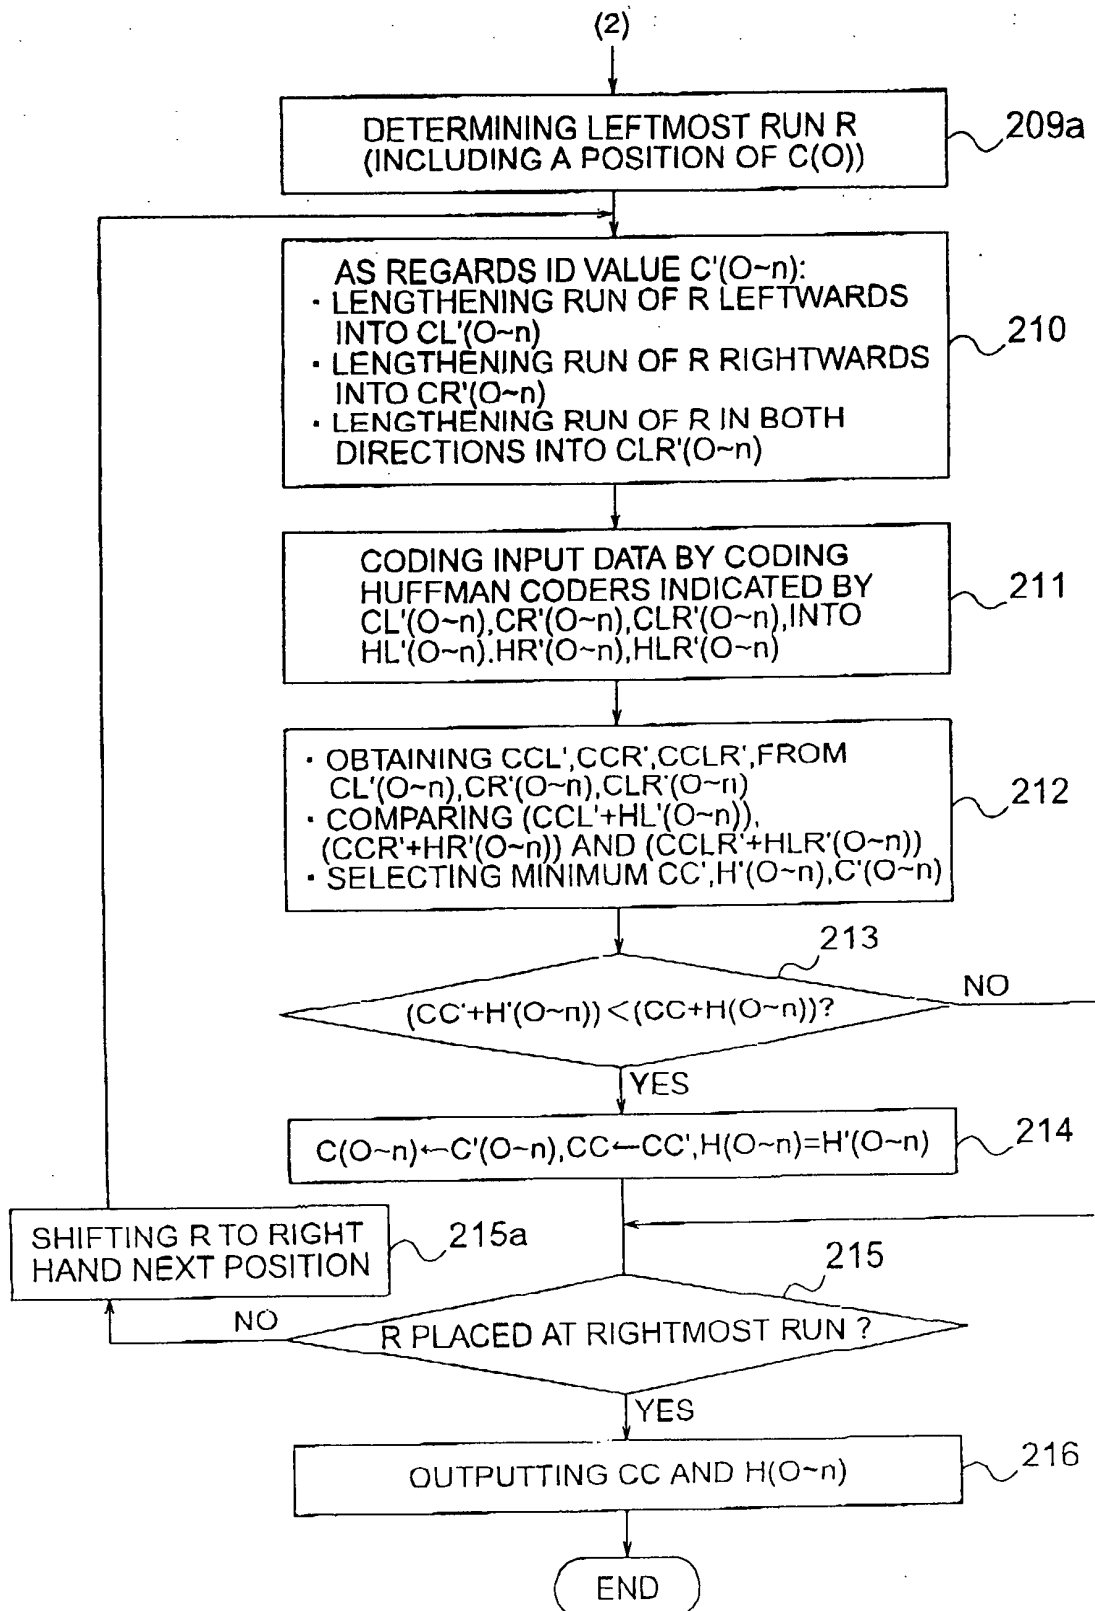 (2)
DETERMINING LEFTMOST RUN R
(INCLUDING A POSITION OF C(O))
209a
AS REGARDS ID VALUE C'(O~n):
· LENGTHENING RUN OF R LEFTWARDS
INTO CL'(O~n)
· LENGTHENING RUN OF R RIGHTWARDS
INTO CR'(O~n)
· LENGTHENING RUN OF R IN BOTH
DIRECTIONS INTO CLR'(O~n)
210
CODING INPUT DATA BY CODING
HUFFMAN CODERS INDICATED BY
CL'(O~n),CR'(O~n),CLR'(O~n),INTO
HL'(O~n).HR'(O~n),HLR'(O~n)
211
· OBTAINING CCL',CCR',CCLR',FROM
CL'(O~n),CR'(O~n),CLR'(O~n)
· COMPARING (CCL'+HL'(O~n)),
(CCR'+HR'(O~n)) AND (CCLR'+HLR'(O~n))
· SELECTING MINIMUM CC',H'(O~n),C'(O~n)
212
213
(CC'+H'(O~n))<(CC+H(O~n))?
NO
YES
C(O~n)←C'(O~n),CC←CC',H(O~n)=H'(O~n)
214
SHIFTING R TO RIGHT
HAND NEXT POSITION
215a
215
R PLACED AT RIGHTMOST RUN ?
NO
YES
OUTPUTTING CC AND H(O~n)
216
END